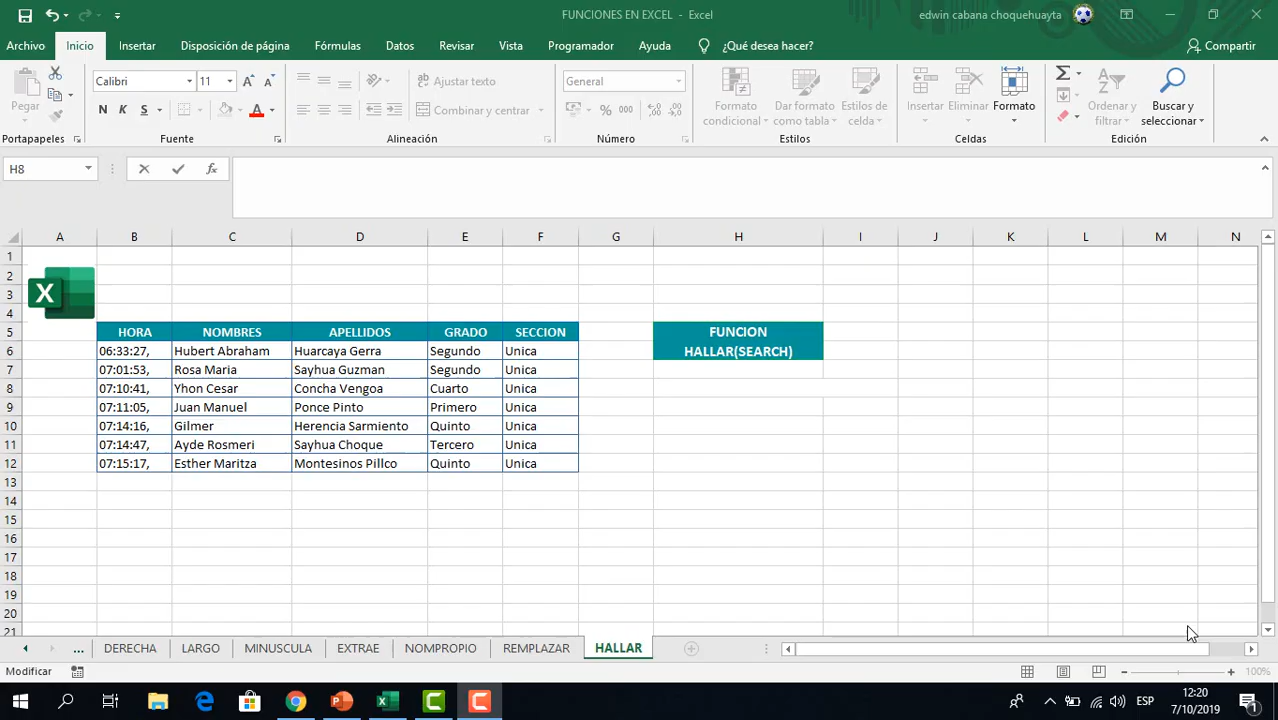 FUNCIONES EN EXCEL - Excel
edwin cabana choquehuayta
Archivo Inicio Insertar Disposición de página Fórmulas Datos Revisar Vista Programador Ayuda ¿Qué desea hacer? Compartir
Pegar
Calibri 11
N K S
Ajustar texto
Combinar y centrar
General
% 000
Formato condicional
Dar formato como tabla
Estilos de celda
Insertar Eliminar Formato
Ordenar y filtrar
Buscar y seleccionar
Portapapeles Fuente Alineación Número Estilos Celdas Edición
H8 fx
A B C D E F G H I J K L M N
1
2
3
X
4
5 HORA NOMBRES APELLIDOS GRADO SECCION FUNCION
6 06:33:27, Hubert Abraham Huarcaya Gerra Segundo Unica HALLAR(SEARCH)
7 07:01:53, Rosa Maria Sayhua Guzman Segundo Unica
8 07:10:41, Yhon Cesar Concha Vengoa Cuarto Unica
9 07:11:05, Juan Manuel Ponce Pinto Primero Unica
10 07:14:16, Gilmer Herencia Sarmiento Quinto Unica
11 07:14:47, Ayde Rosmeri Sayhua Choque Tercero Unica
12 07:15:17, Esther Maritza Montesinos Pillco Quinto Unica
13
14
15
16
17
18
19
20
21
... DERECHA LARGO MINUSCULA EXTRAE NOMPROPIO REMPLAZAR HALLAR
Modificar 100%
ESP 12:20
7/10/2019
1